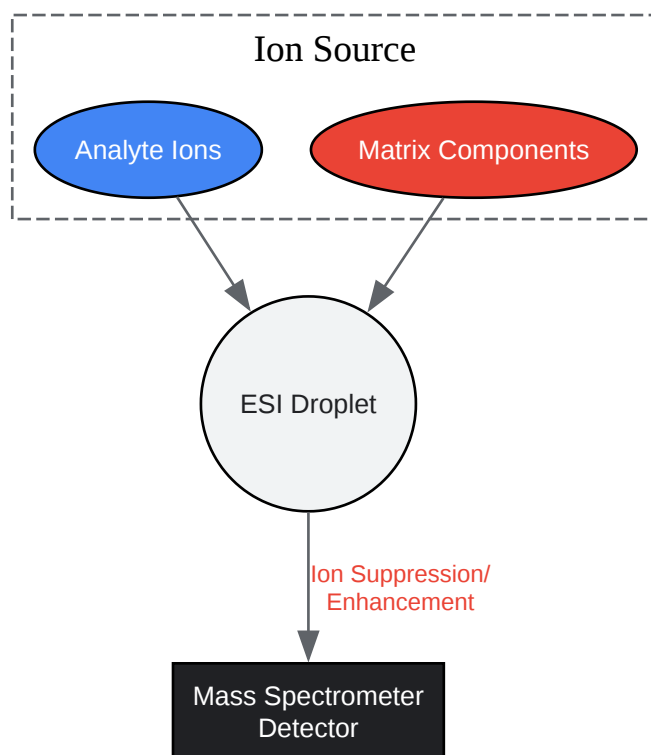 Ion Source
Analyte Ions
Matrix Components
ESI Droplet
Ion Suppression/
Enhancement
Mass Spectrometer
Detector